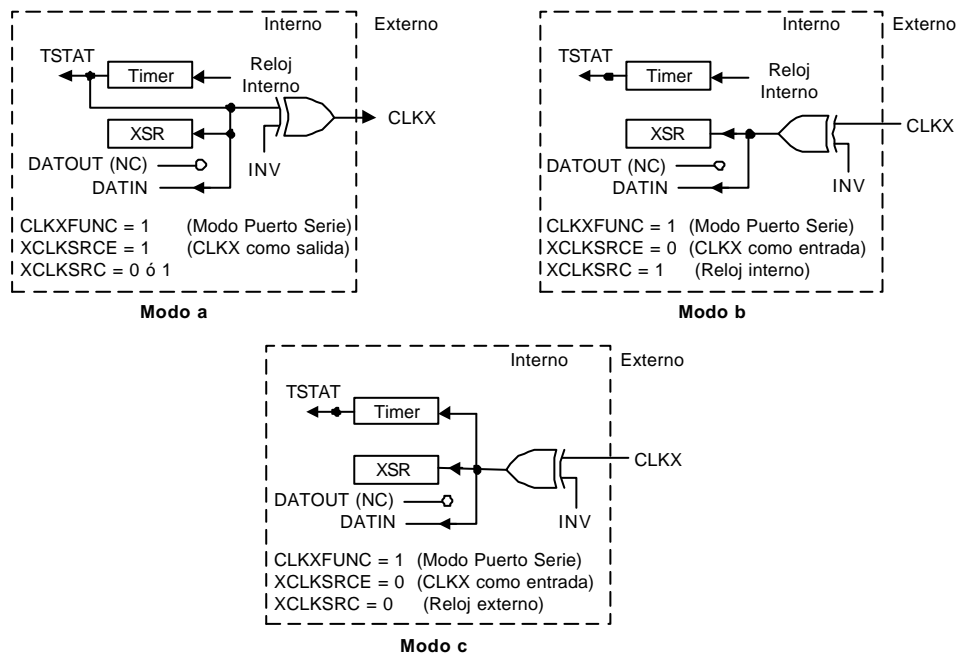 Interno Externo
TSTAT
Timer
Reloj
Interno
XSR
CLKX
DATOUT (NC)
INV
DATIN
CLKXFUNC = 1 (Modo Puerto Serie)
XCLKSRCE = 1 (CLKX como salida)
XCLKSRC = 0 ó 1
Modo a
Interno Externo
TSTAT
Timer
Reloj
Interno
XSR
CLKX
DATOUT (NC)
DATIN
INV
CLKXFUNC = 1 (Modo Puerto Serie)
XCLKSRCE = 0 (CLKX como entrada)
XCLKSRC = 1 (Reloj interno)
Modo b
Interno Externo
TSTAT
Timer
XSR
CLKX
DATOUT (NC)
DATIN
INV
CLKXFUNC = 1 (Modo Puerto Serie)
XCLKSRCE = 0 (CLKX como entrada)
XCLKSRC = 0 (Reloj externo)
Modo c